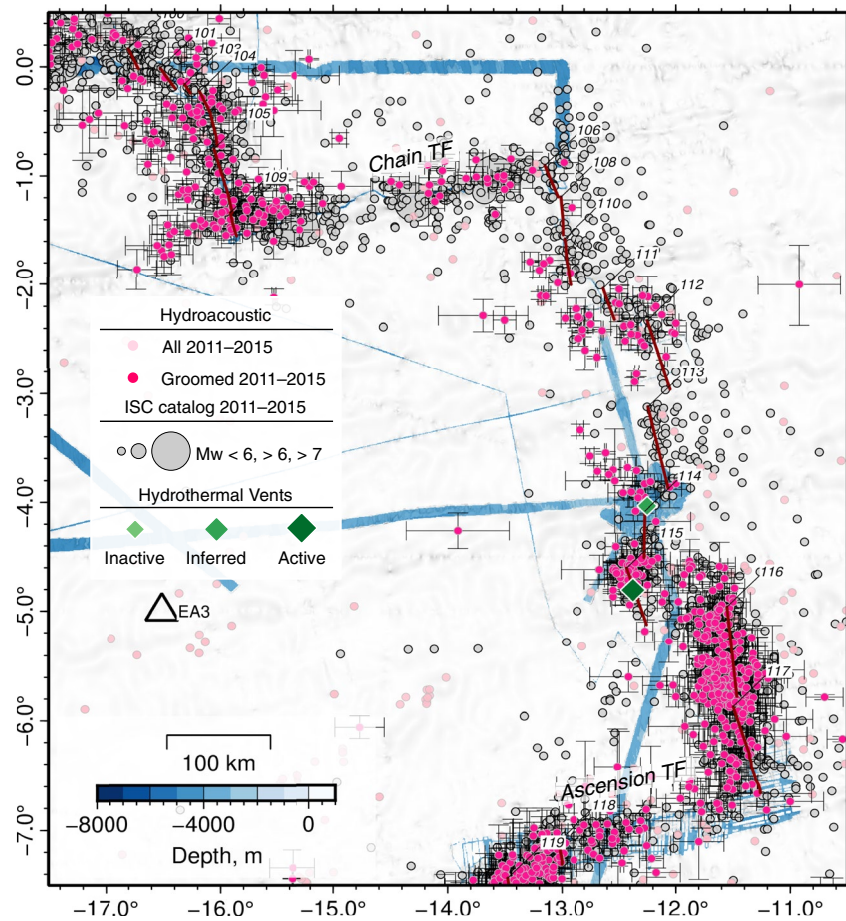 100
101
102
104
0.0°
105
106
Chain TF
108
−1.0°
109
110
111
−2.0°
112
Hydroacoustic
All 2011–2015
Groomed 2011–2015
113
−3.0°
ISC catalog 2011–2015
Mw < 6, > 6, > 7
114
−4.0°
Hydrothermal Vents
115
Inactive Inferred Active
116
−5.0°
EA3
117
−6.0°
100 km
Ascension TF
118
−8000 −4000 0
−7.0°
119
Depth, m
−17.0° −16.0° −15.0° −14.0° −13.0° −12.0° −11.0°